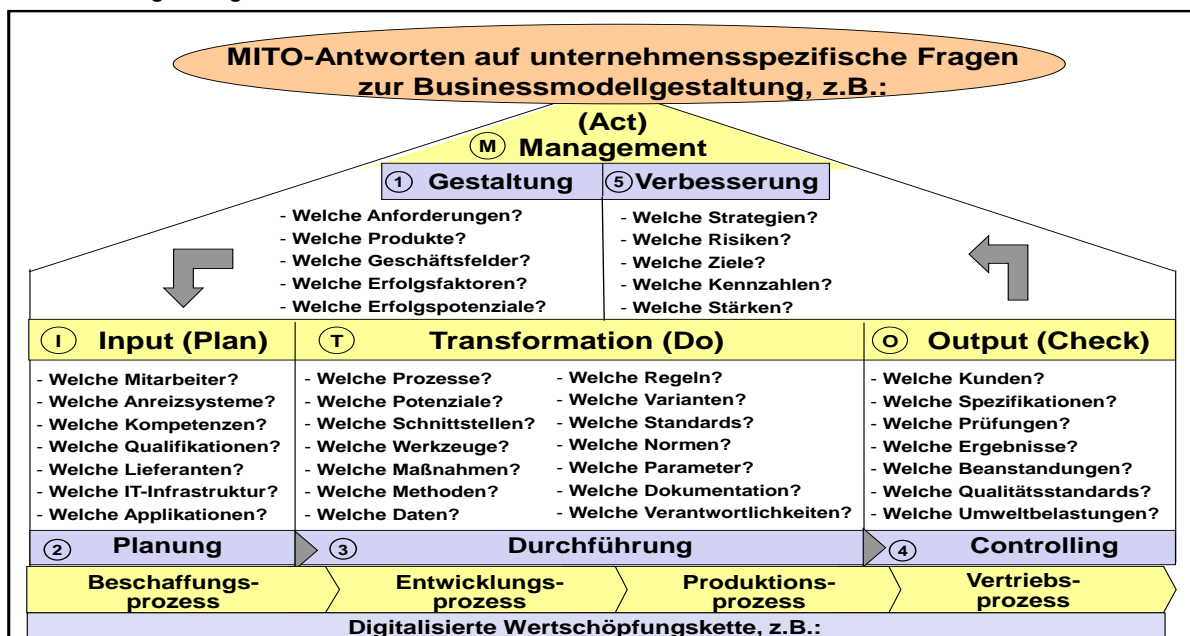 MITO-Antworten auf unternehmensspezifische Fragen
zur Businessmodellgestaltung, z.B.:
(Act)
M Management
1 Gestaltung
5 Verbesserung
- Welche Anforderungen?
- Welche Produkte?
- Welche Geschäftsfelder?
- Welche Erfolgsfaktoren?
- Welche Erfolgspotenziale?
- Welche Strategien?
- Welche Risiken?
- Welche Ziele?
- Welche Kennzahlen?
- Welche Stärken?
I Input (Plan)
- Welche Mitarbeiter?
- Welche Anreizsysteme?
- Welche Kompetenzen?
- Welche Qualifikationen?
- Welche Lieferanten?
- Welche IT-Infrastruktur?
- Welche Applikationen?
2 Planung
T Transformation (Do)
- Welche Prozesse?
- Welche Potenziale?
- Welche Schnittstellen?
- Welche Werkzeuge?
- Welche Maßnahmen?
- Welche Methoden?
- Welche Daten?
- Welche Regeln?
- Welche Varianten?
- Welche Standards?
- Welche Normen?
- Welche Parameter?
- Welche Dokumentation?
- Welche Verantwortlichkeiten?
3 Durchführung
O Output (Check)
- Welche Kunden?
- Welche Spezifikationen?
- Welche Prüfungen?
- Welche Ergebnisse?
- Welche Beanstandungen?
- Welche Qualitätsstandards?
- Welche Umweltbelastungen?
4 Controlling
Beschaffungs-
prozess
Entwicklungs-
prozess
Produktions-
prozess
Vertriebs-
prozess
Digitalisierte Wertschöpfungskette, z.B.: